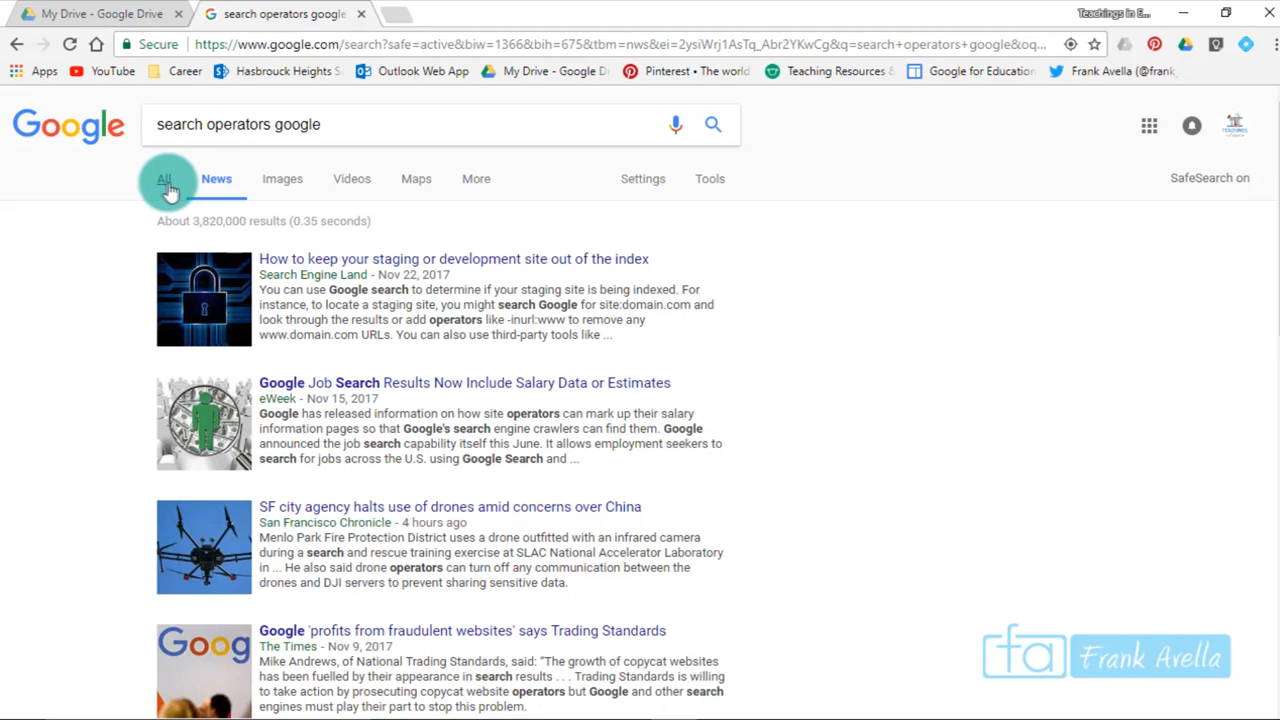 My Drive - Google Drive
search operators google
Teachings in E...
Secure
https://www.google.com/search?safe=active&biw=1366&bih=675&tbm=nws&ei=2ysiWrj1AsTq_Abr2YKwCg&q=search+operators+google&oq...
Apps
YouTube
Career
Hasbrouck Heights S
Outlook Web App
My Drive - Google D
Pinterest • The world
Teaching Resources &
Google for Education
Frank Avella (@frank_
Google
search operators google
All
News
Images
Videos
Maps
More
Settings
Tools
SafeSearch on
About 3,820,000 results (0.35 seconds)
How to keep your staging or development site out of the index
Search Engine Land - Nov 22, 2017
You can use Google search to determine if your staging site is being indexed. For
instance, to locate a staging site, you might search Google for site:domain.com and
look through the results or add operators like -inurl:www to remove any
www.domain.com URLs. You can also use third-party tools like ...
Google Job Search Results Now Include Salary Data or Estimates
eWeek - Nov 15, 2017
Google has released information on how site operators can mark up their salary
information pages so that Google's search engine crawlers can find them. Google
announced the job search capability itself this June. It allows employment seekers to
search for jobs across the U.S. using Google Search and ...
SF city agency halts use of drones amid concerns over China
San Francisco Chronicle - 4 hours ago
Menlo Park Fire Protection District uses a drone outfitted with an infrared camera
during a search and rescue training exercise at SLAC National Accelerator Laboratory
in ... He also said drone operators can turn off any communication between the
drones and DJI servers to prevent sharing sensitive data.
Goog
Google 'profits from fraudulent websites' says Trading Standards
The Times - Nov 9, 2017
Mike Andrews, of National Trading Standards, said: "The growth of copycat websites
has been fuelled by their appearance in search results . . . Trading Standards is willing
to take action by prosecuting copycat website operators but Google and other search
engines must play their part to stop this problem.
fa Frank Avella